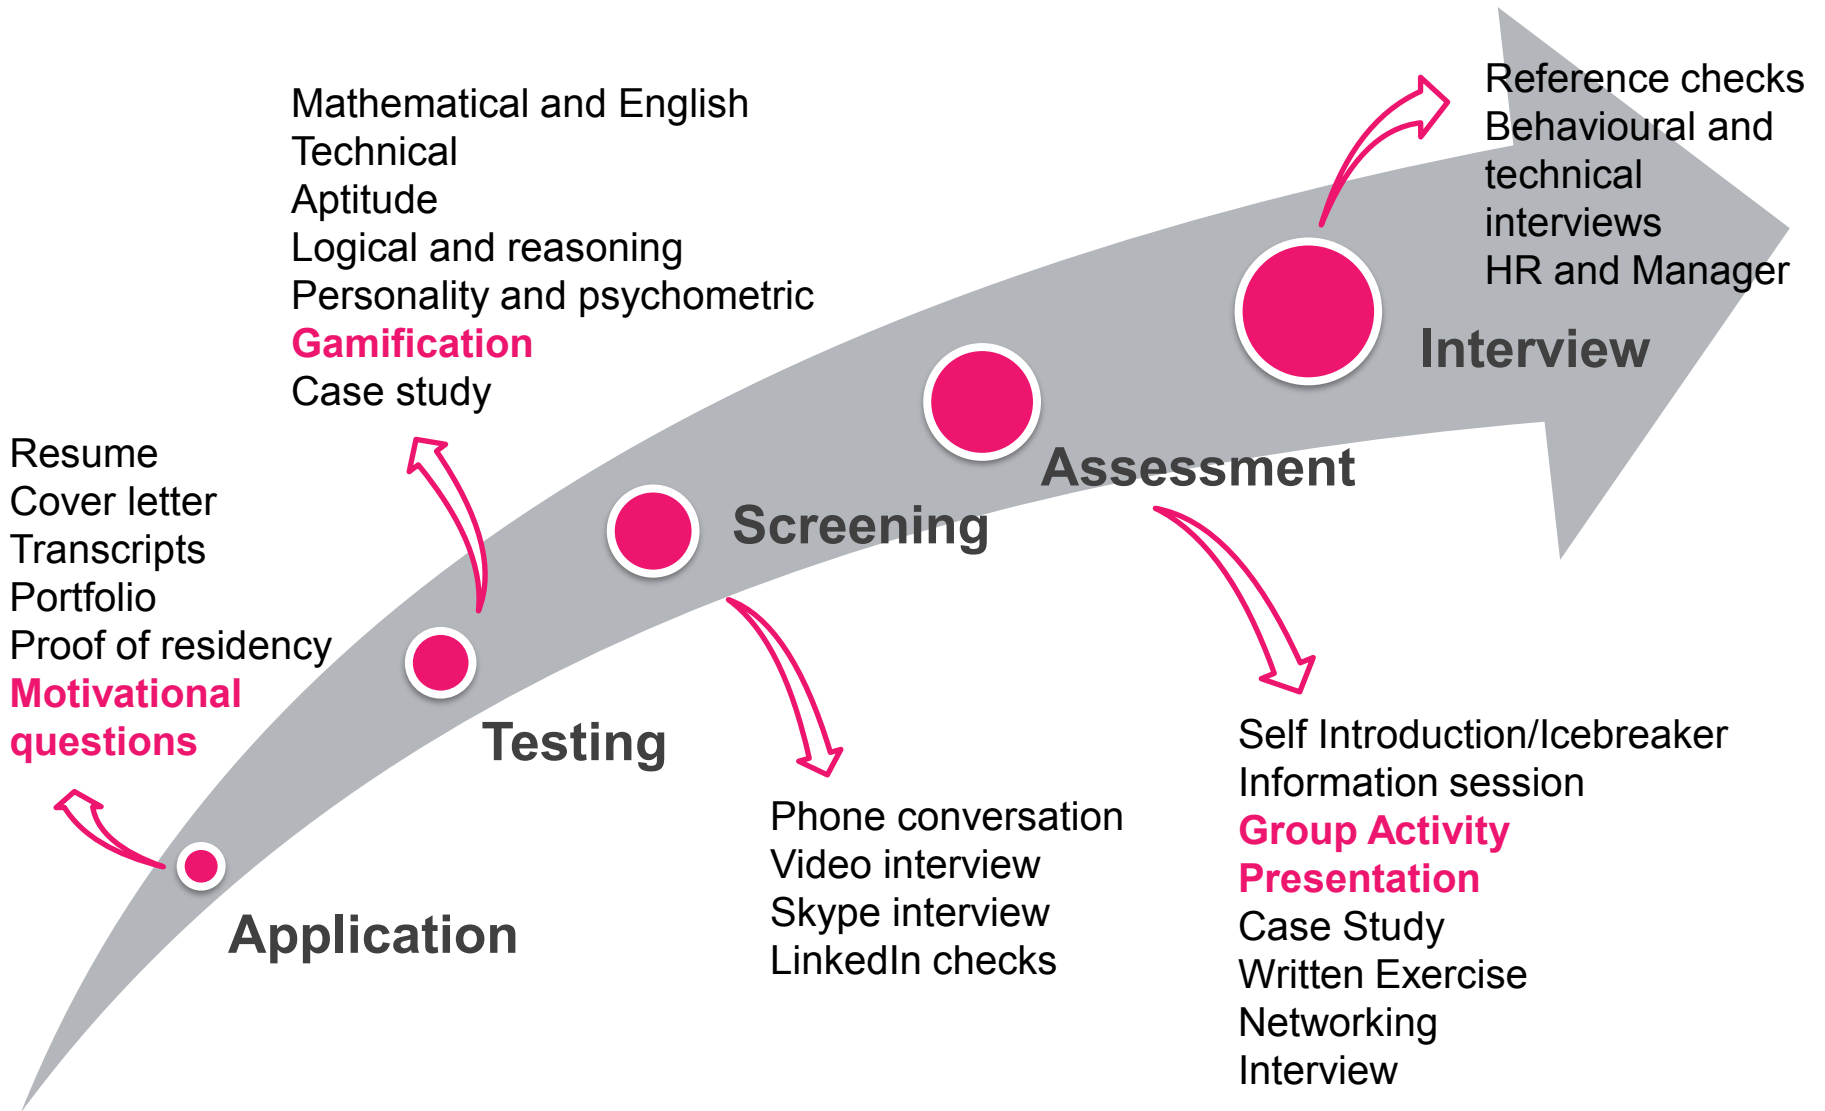 Resume
Cover letter
Transcripts
Portfolio
Proof of residency
Motivational
questions
Application
Mathematical and English
Technical
Aptitude
Logical and reasoning
Personality and psychometric
Gamification
Case study
Testing
Screening
Phone conversation
Video interview
Skype interview
LinkedIn checks
Assessment
Self Introduction/Icebreaker
Information session
Group Activity
Presentation
Case Study
Written Exercise
Networking
Interview
Reference checks
Behavioural and
technical
interviews
HR and Manager
Interview